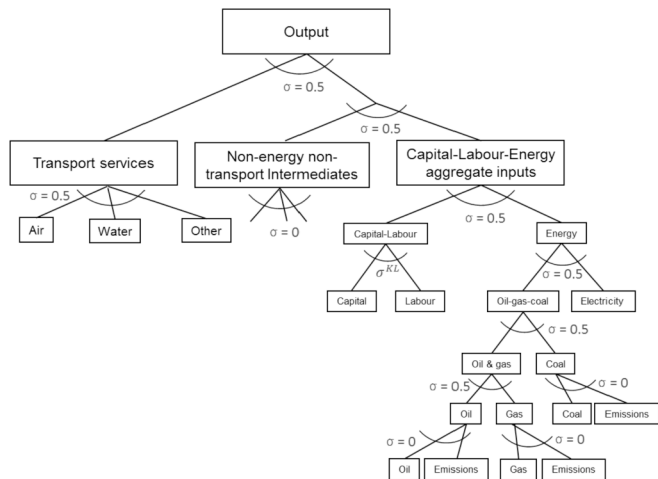 Output
σ = 0.5
σ = 0.5
Transport services
Non-energy non-
transport Intermediates
Capital-Labour-Energy
aggregate inputs
σ = 0.5
σ = 0
σ = 0.5
Air
Water
Other
Capital-Labour
Energy
σ^KL
σ = 0.5
Capital
Labour
Oil-gas-coal
Electricity
σ = 0.5
Oil & gas
Coal
σ = 0.5
σ = 0
Oil
Gas
Coal
Emissions
σ = 0
σ = 0
Oil
Emissions
Gas
Emissions